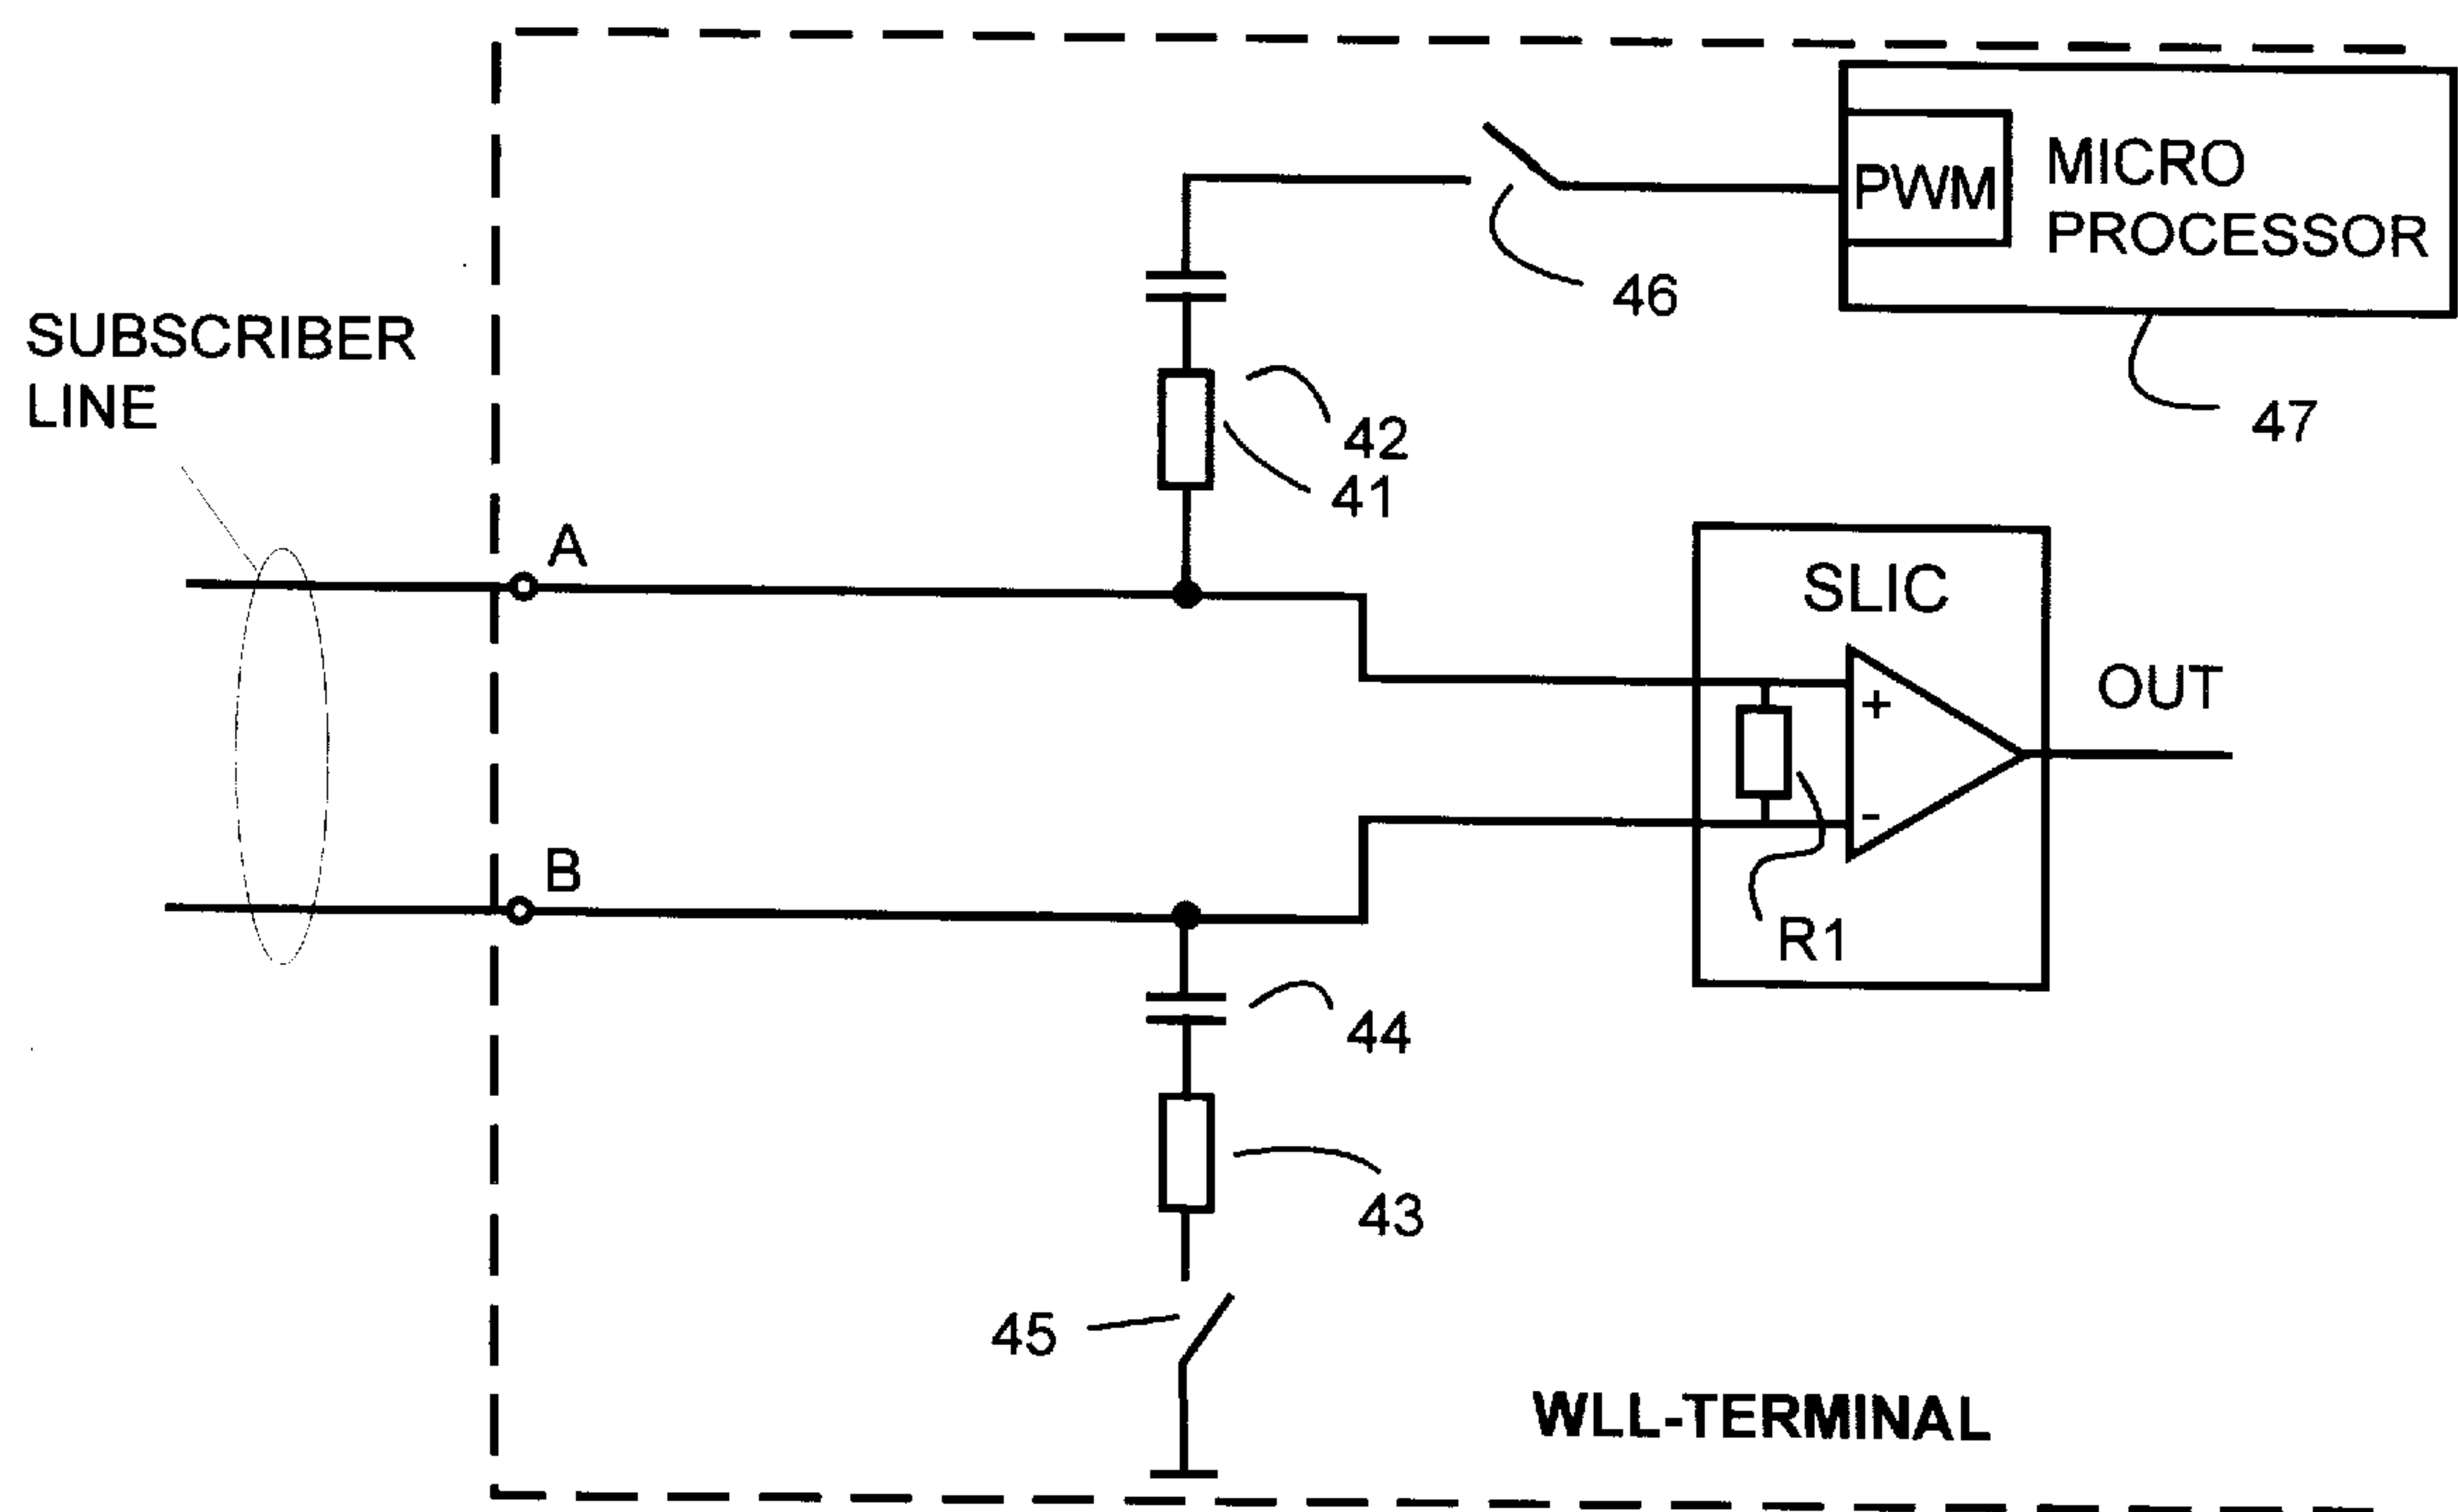 MICRO
PROCESSOR
PWM
46
SUBSCRIBER
LINE
42
41
47
A
SLIC
+
OUT
-
B
R1
44
43
45
WLL-TERMINAL